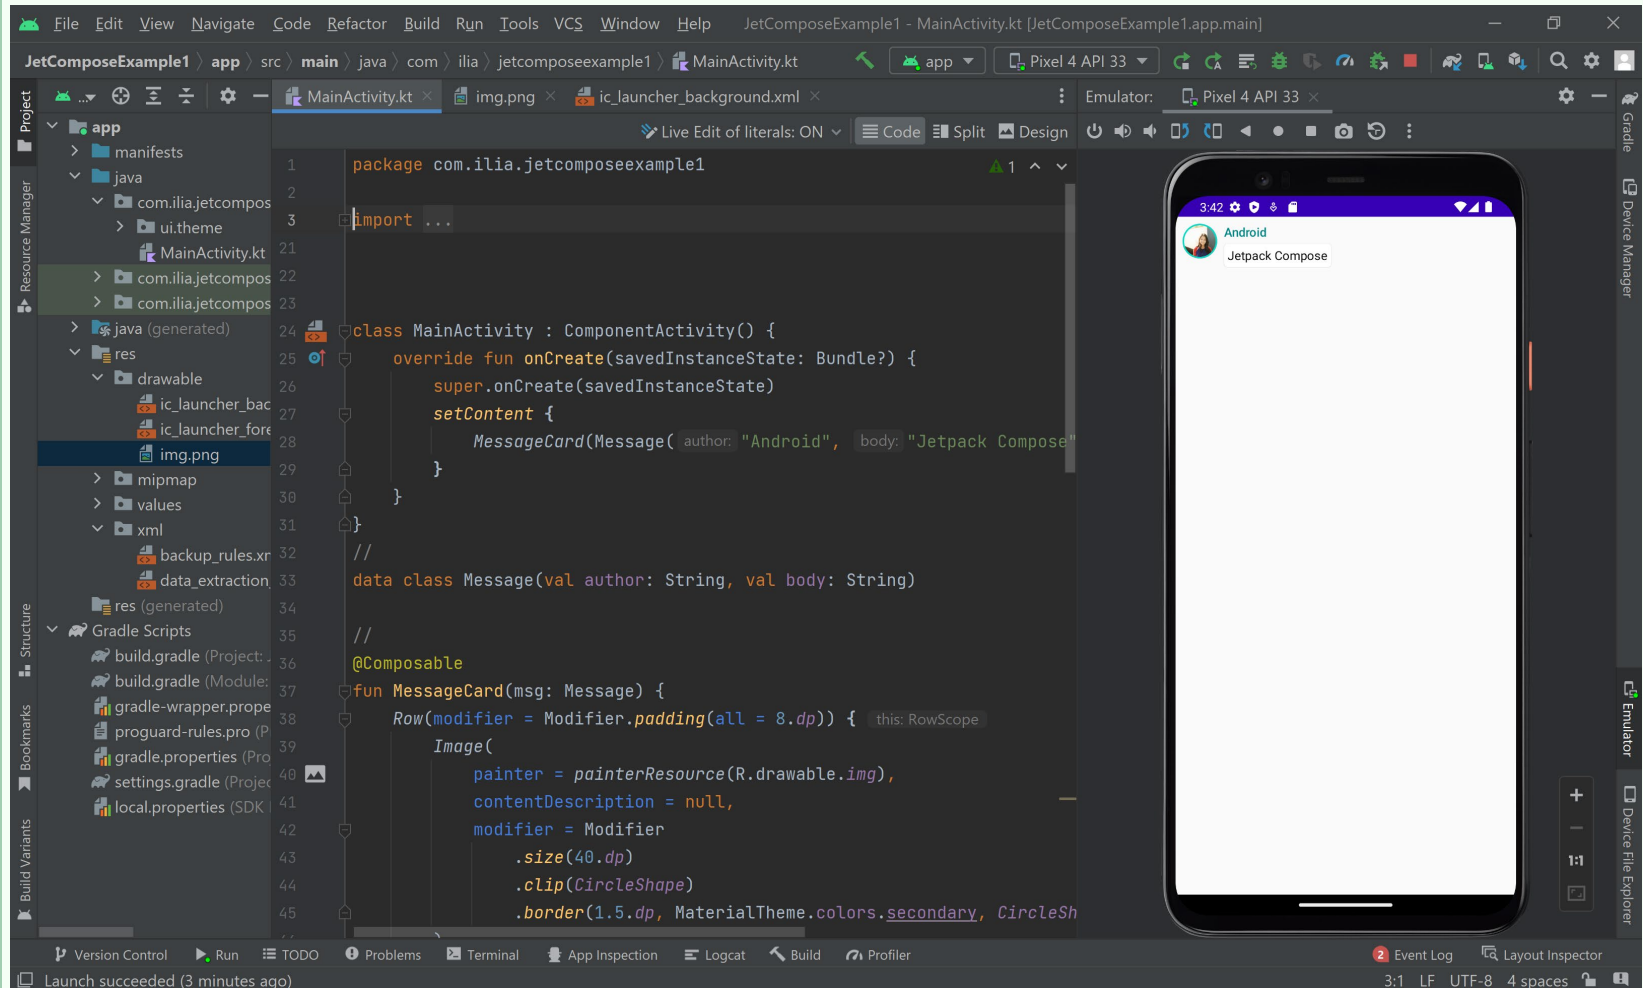 File Edit View Navigate Code Refactor Build Run Tools VCS Window Help JetComposeExample1 - MainActivity.kt [JetComposeExample1.app.main]
JetComposeExample1 app src main java com ilia jetcomposeexample1 MainActivity.kt app Pixel 4 API 33
... MainActivity.kt img.png ic_launcher_background.xml Emulator: Pixel 4 API 33
Live Edit of literals: ON Code Split Design
Project
Resource Manager
Structure
Bookmarks
Build Variants
app
manifests
java
com.ilia.jetcompos
ui.theme
MainActivity.kt
com.ilia.jetcompos
com.ilia.jetcompos
java (generated)
res
drawable
ic_launcher_bac
ic_launcher_fore
img.png
mipmap
values
xml
backup_rules.xr
data_extraction_
res (generated)
Gradle Scripts
build.gradle (Project:
build.gradle (Module:
gradle-wrapper.prope
proguard-rules.pro (P
gradle.properties (Pro
settings.gradle (Projec
local.properties (SDK
1 package com.ilia.jetcomposeexample1 1
2
3 import ...
21
22
23
24 class MainActivity : ComponentActivity() {
25 override fun onCreate(savedInstanceState: Bundle?) {
26 super.onCreate(savedInstanceState)
27 setContent {
28 MessageCard(Message( author: "Android", body: "Jetpack Compose"
29 }
30 }
31 }
32 //
33 data class Message(val author: String, val body: String)
34
35 //
36 @Composable
37 fun MessageCard(msg: Message) {
38 Row(modifier = Modifier.padding(all = 8.dp)) { this: RowScope
39 Image(
40 painter = painterResource(R.drawable.img),
41 contentDescription = null,
42 modifier = Modifier
43 .size(40.dp)
44 .clip(CircleShape)
45 .border(1.5.dp, MaterialTheme.colors.secondary, CircleSh
3:42
Android
Jetpack Compose
1:1
Gradle
Device Manager
Emulator
Device File Explorer
Version Control Run TODO Problems Terminal App Inspection Logcat Build Profiler 2 Event Log Layout Inspector
Launch succeeded (3 minutes ago) 3:1 LF UTF-8 4 spaces